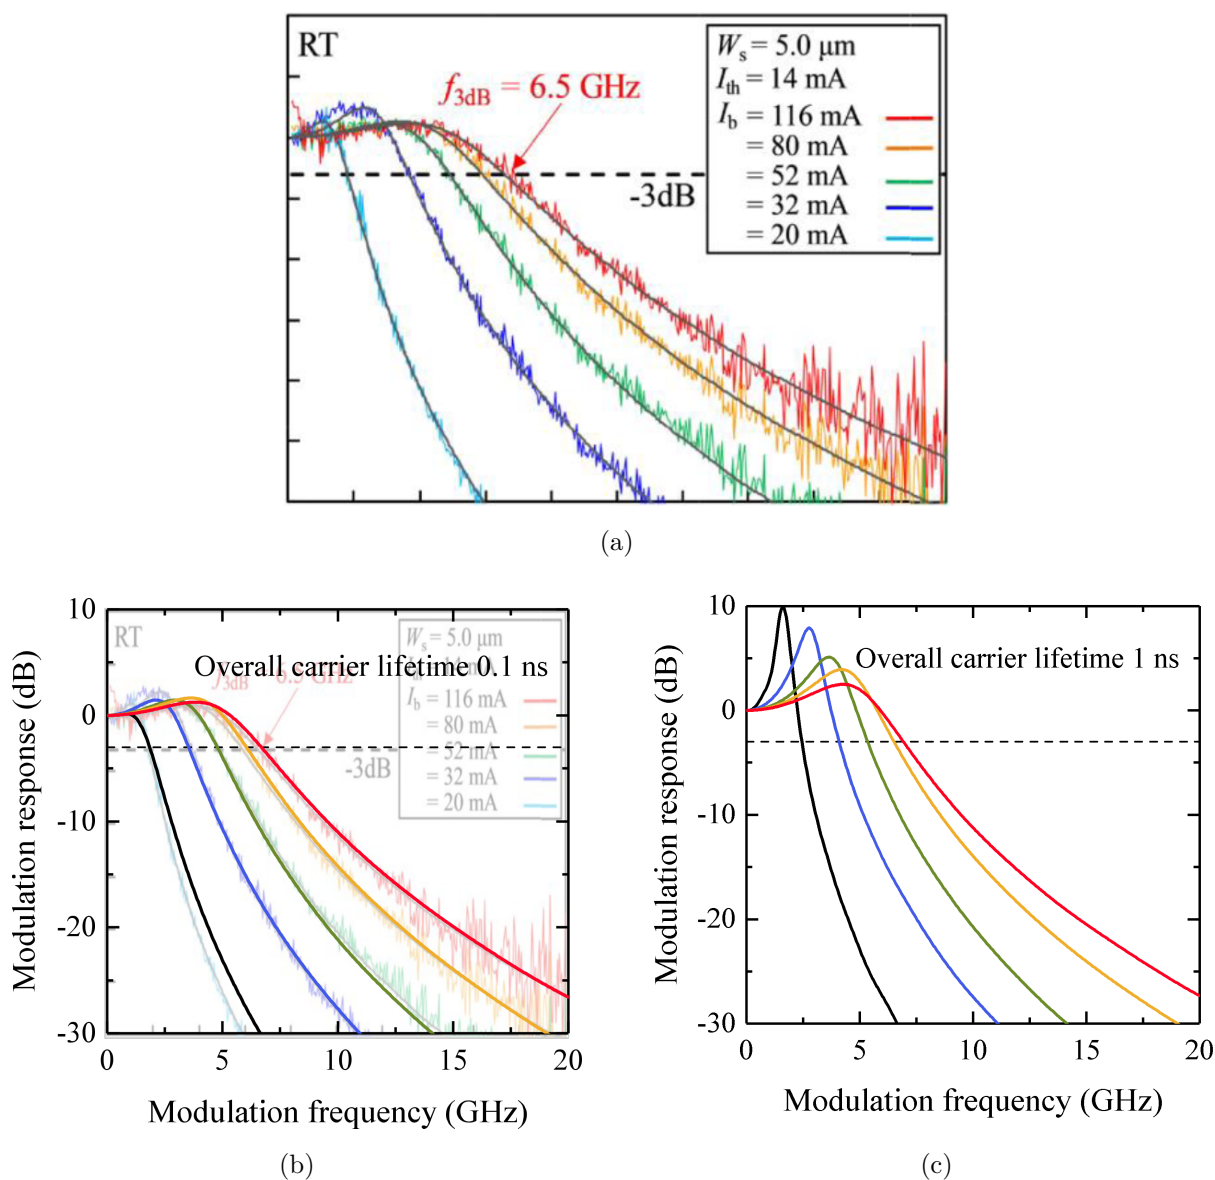 RT
f3dB = 6.5 GHz
-3dB
Ws = 5.0 μm
Ith = 14 mA
Ib = 116 mA
= 80 mA
= 52 mA
= 32 mA
= 20 mA
(a)
Modulation response (dB)
10
0
-10
-20
-30
RT
Overall carrier lifetime 0.1 ns
f3dB
6.5 GHz
-3dB
Ws = 5.0 μm
Ib = 116 mA
= 80 mA
= 52 mA
= 32 mA
= 20 mA
0 5 10 15 20
Modulation frequency (GHz)
(b)
Modulation response (dB)
10
0
-10
-20
-30
Overall carrier lifetime 1 ns
0 5 10 15 20
Modulation frequency (GHz)
(c)